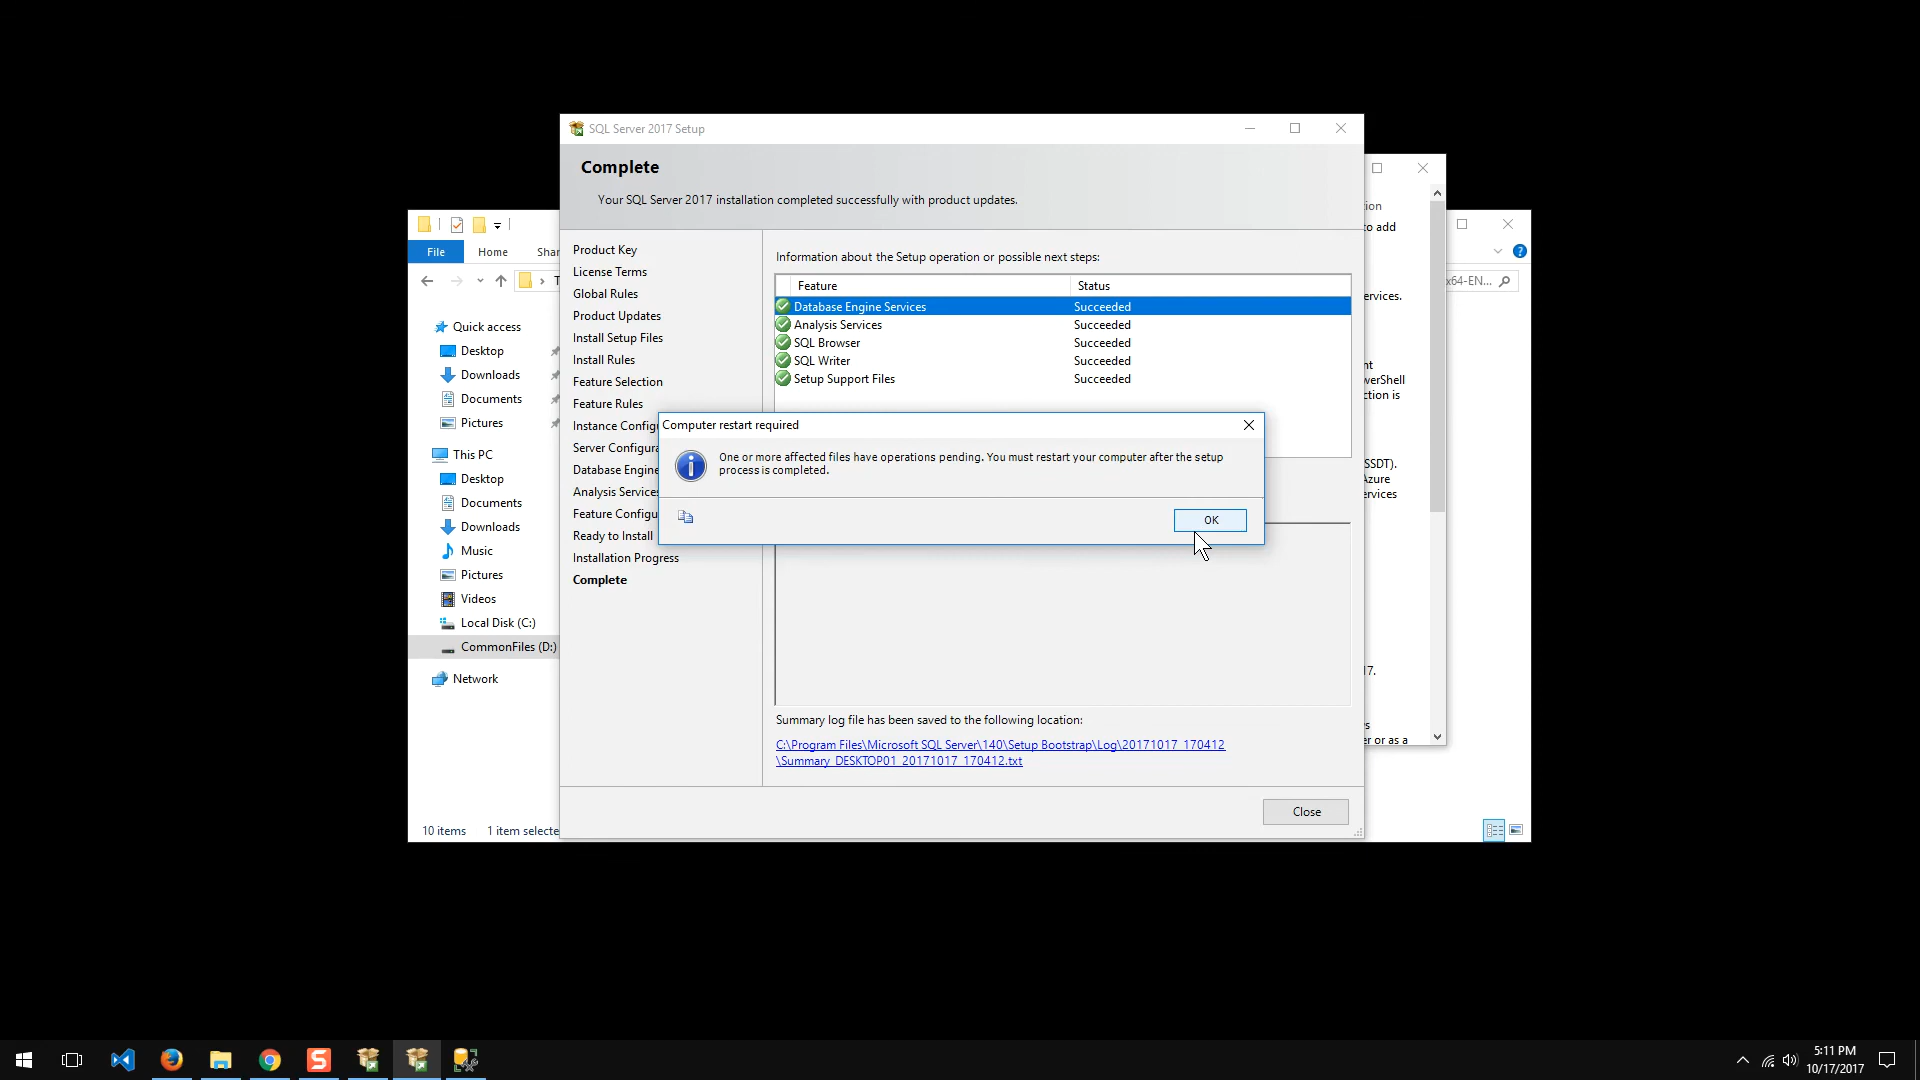 SQL Server 2017 Setup
Complete
Your SQL Server 2017 installation completed successfully with product updates.
Product Key
License Terms
Global Rules
Product Updates
Install Setup Files
Install Rules
Feature Selection
Feature Rules
Instance Config
Server Configura
Database Engine
Analysis Services
Feature Configu
Ready to Install
Installation Progress
Complete
Information about the Setup operation or possible next steps:
Feature Status
Database Engine Services Succeeded
Analysis Services Succeeded
SQL Browser Succeeded
SQL Writer Succeeded
Setup Support Files Succeeded
Computer restart required
One or more affected files have operations pending. You must restart your computer after the setup
process is completed.
OK
Summary log file has been saved to the following location:
C:\Program Files\Microsoft SQL Server\140\Setup Bootstrap\Log\20171017_170412
\Summary_DESKTOP01_20171017_170412.txt
Close
File
Home
Shar
T
Quick access
Desktop
Downloads
Documents
Pictures
This PC
Desktop
Documents
Downloads
Music
Pictures
Videos
Local Disk (C:)
CommonFiles (D:)
Network
10 items 1 item selecte
ion
to add
ervices.
nt
werShell
ction is
SSDT).
Azure
ervices
17.
s
er or as a
x64-EN...
5:11 PM
10/17/2017